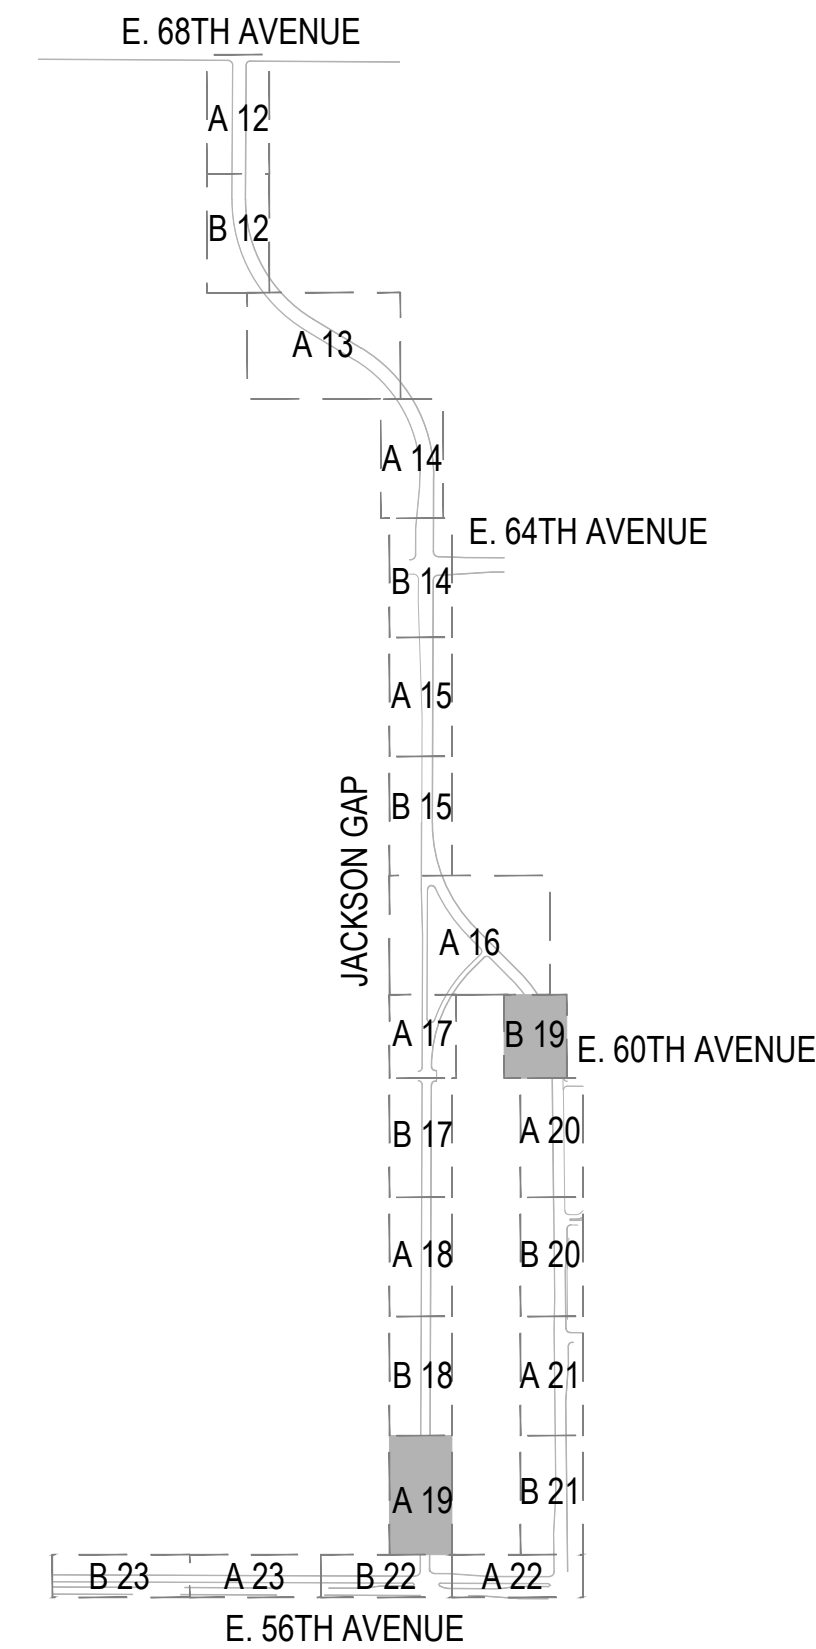 E. 68TH AVENUE
A 12
B 12
A 13
A 14
E. 64TH AVENUE
B 14
A 15
JACKSON GAP
B 15
A 16
A 17
B 19
E. 60TH AVENUE
B 17
A 20
A 18
B 20
B 18
A 21
A 19
B 21
B 23
A 23
B 22
A 22
E. 56TH AVENUE